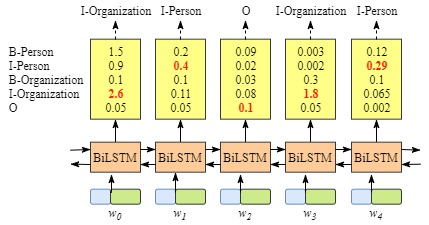 I-Organization I-Person O I-Organization I-Person
B-Person 1.5 0.2 0.09 0.003 0.12
I-Person 0.9 0.4 0.02 0.002 0.29
B-Organization 0.1 0.1 0.03 0.3 0.1
I-Organization 2.6 0.11 0.08 1.8 0.065
O 0.05 0.05 0.1 0.05 0.002
BiLSTM BiLSTM BiLSTM BiLSTM BiLSTM
w0 w1 w2 w3 w4